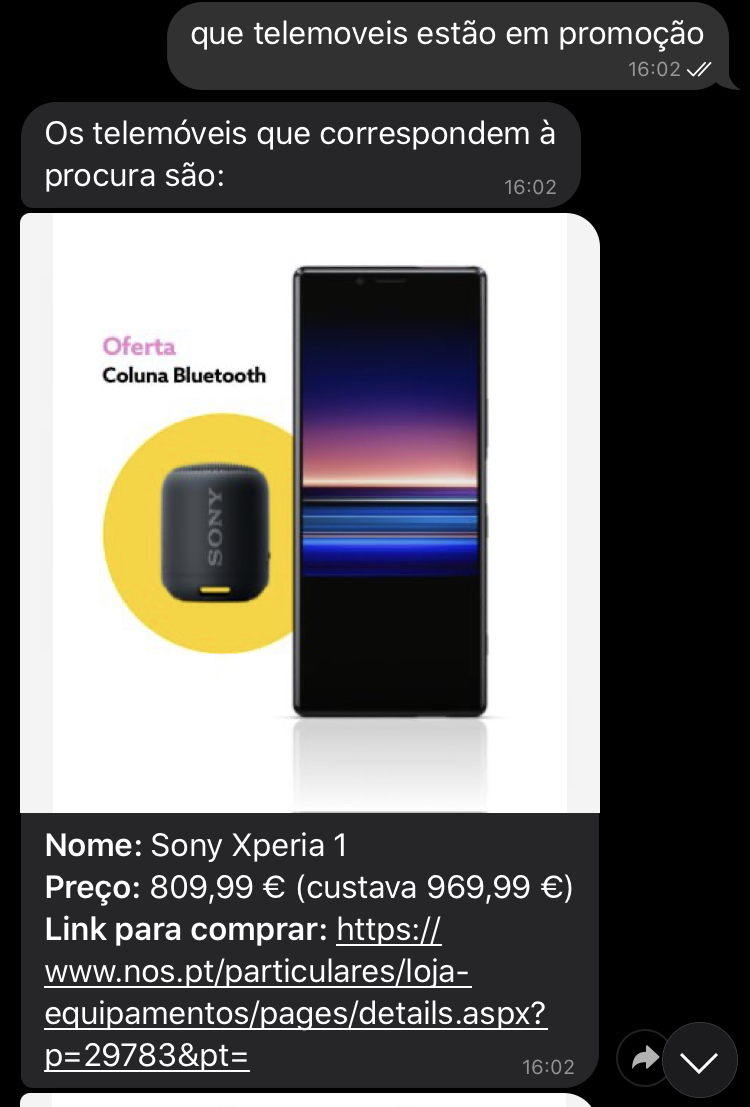 que telemoveis estão em promoção
16:02
Os telemóveis que correspondem à
procura são:
16:02
Oferta
Coluna Bluetooth
SONY
Nome: Sony Xperia 1
Preço: 809,99 € (custava 969,99 €)
Link para comprar: https://
www.nos.pt/particulares/loja-
equipamentos/pages/details.aspx?
p=29783&pt=
16:02